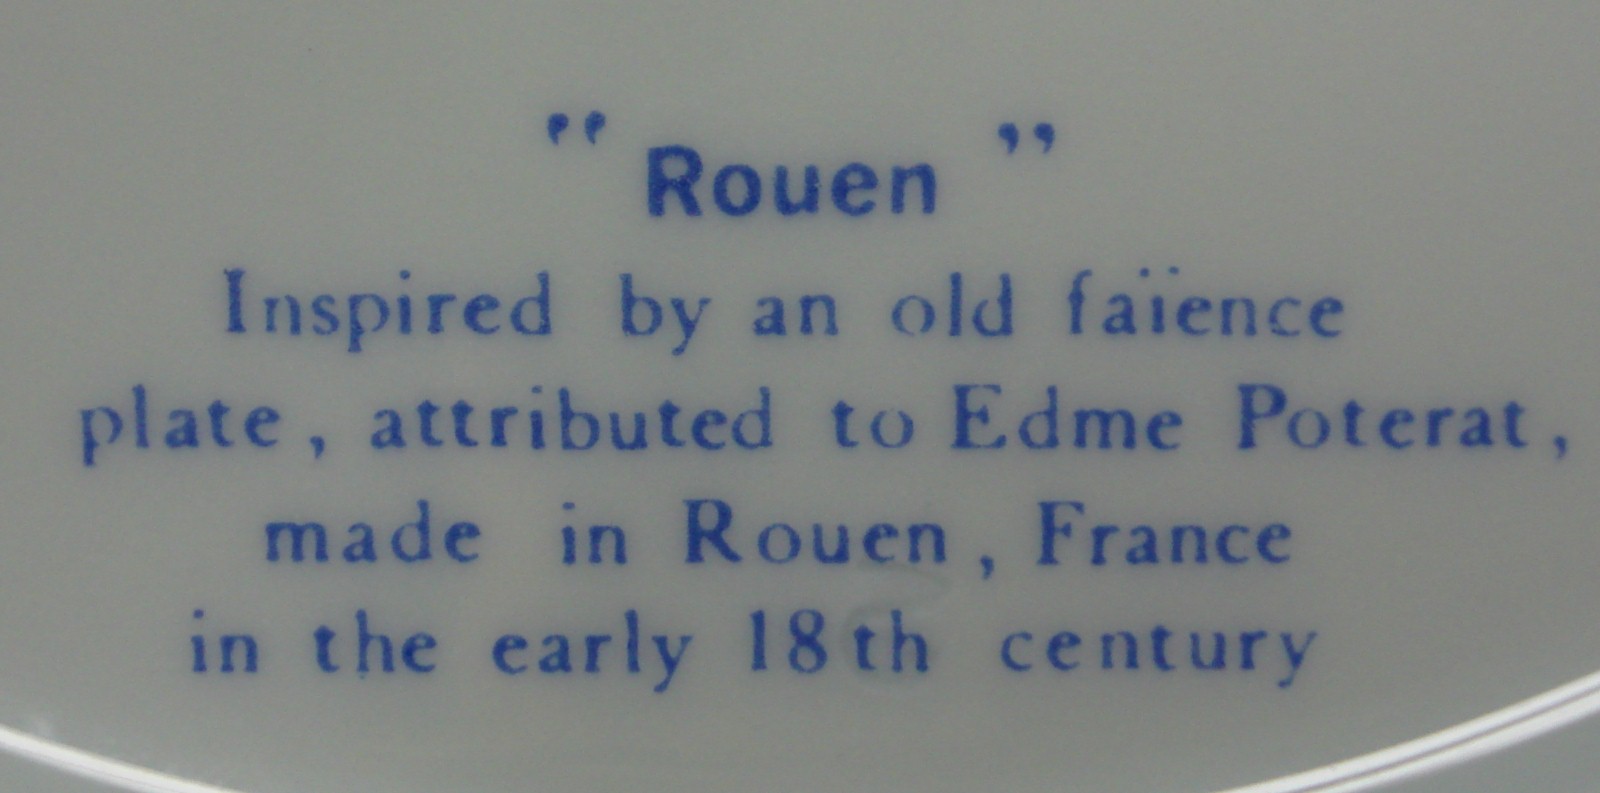 "Rouen"
Inspired by an old faïence
plate, attributed to Edme Poterat,
made in Rouen, France
in the early 18th century